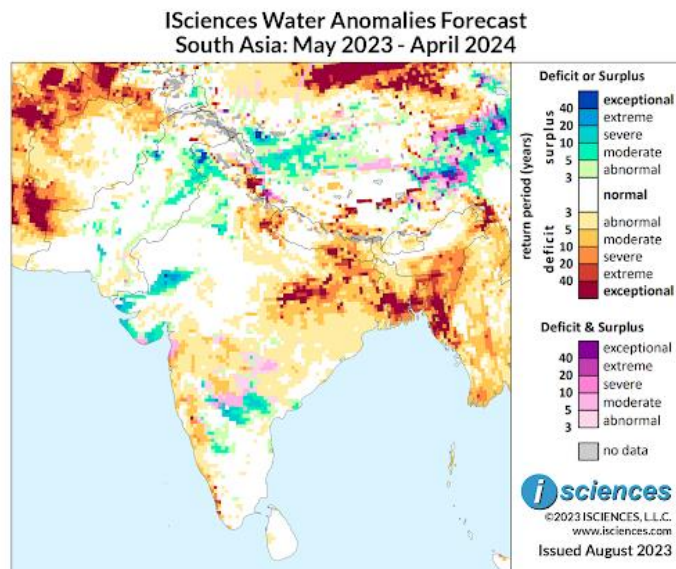 ISciences Water Anomalies Forecast
South Asia: May 2023 - April 2024
Deficit or Surplus
return period (years)
surplus
deficit
40 exceptional
20 extreme
10 severe
5 moderate
3 abnormal
normal
3 abnormal
5 moderate
10 severe
20 extreme
40 exceptional
Deficit & Surplus
exceptional
40
extreme
20
severe
10
moderate
5
abnormal
3
no data
i sciences
©2023 ISCIENCES, L.L.C.
www.isciences.com
Issued August 2023